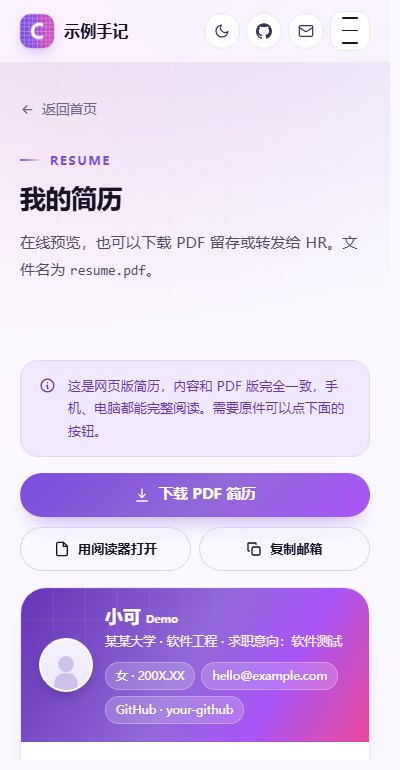 C 示例手记
← 返回首页
RESUME
我的简历
在线预览，也可以下载 PDF 留存或转发给 HR。文
件名为 resume.pdf。
这是网页版简历，内容和 PDF 版完全一致，手
机、电脑都能完整阅读。需要原件可以点下面的
按钮。
下载 PDF 简历
用阅读器打开 复制邮箱
小可 Demo
某某大学 · 软件工程 · 求职意向：软件测试
女 · 200X.XX hello@example.com
GitHub · your-github